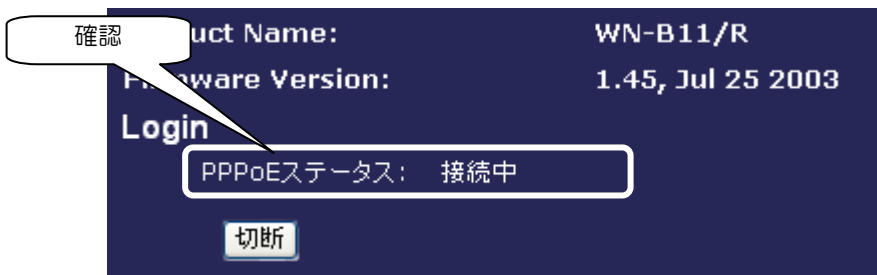 確認
uct Name: WN-B11/R
ware Version: 1.45, Jul 25 2003
Login
PPPoEステータス: 接続中
切断